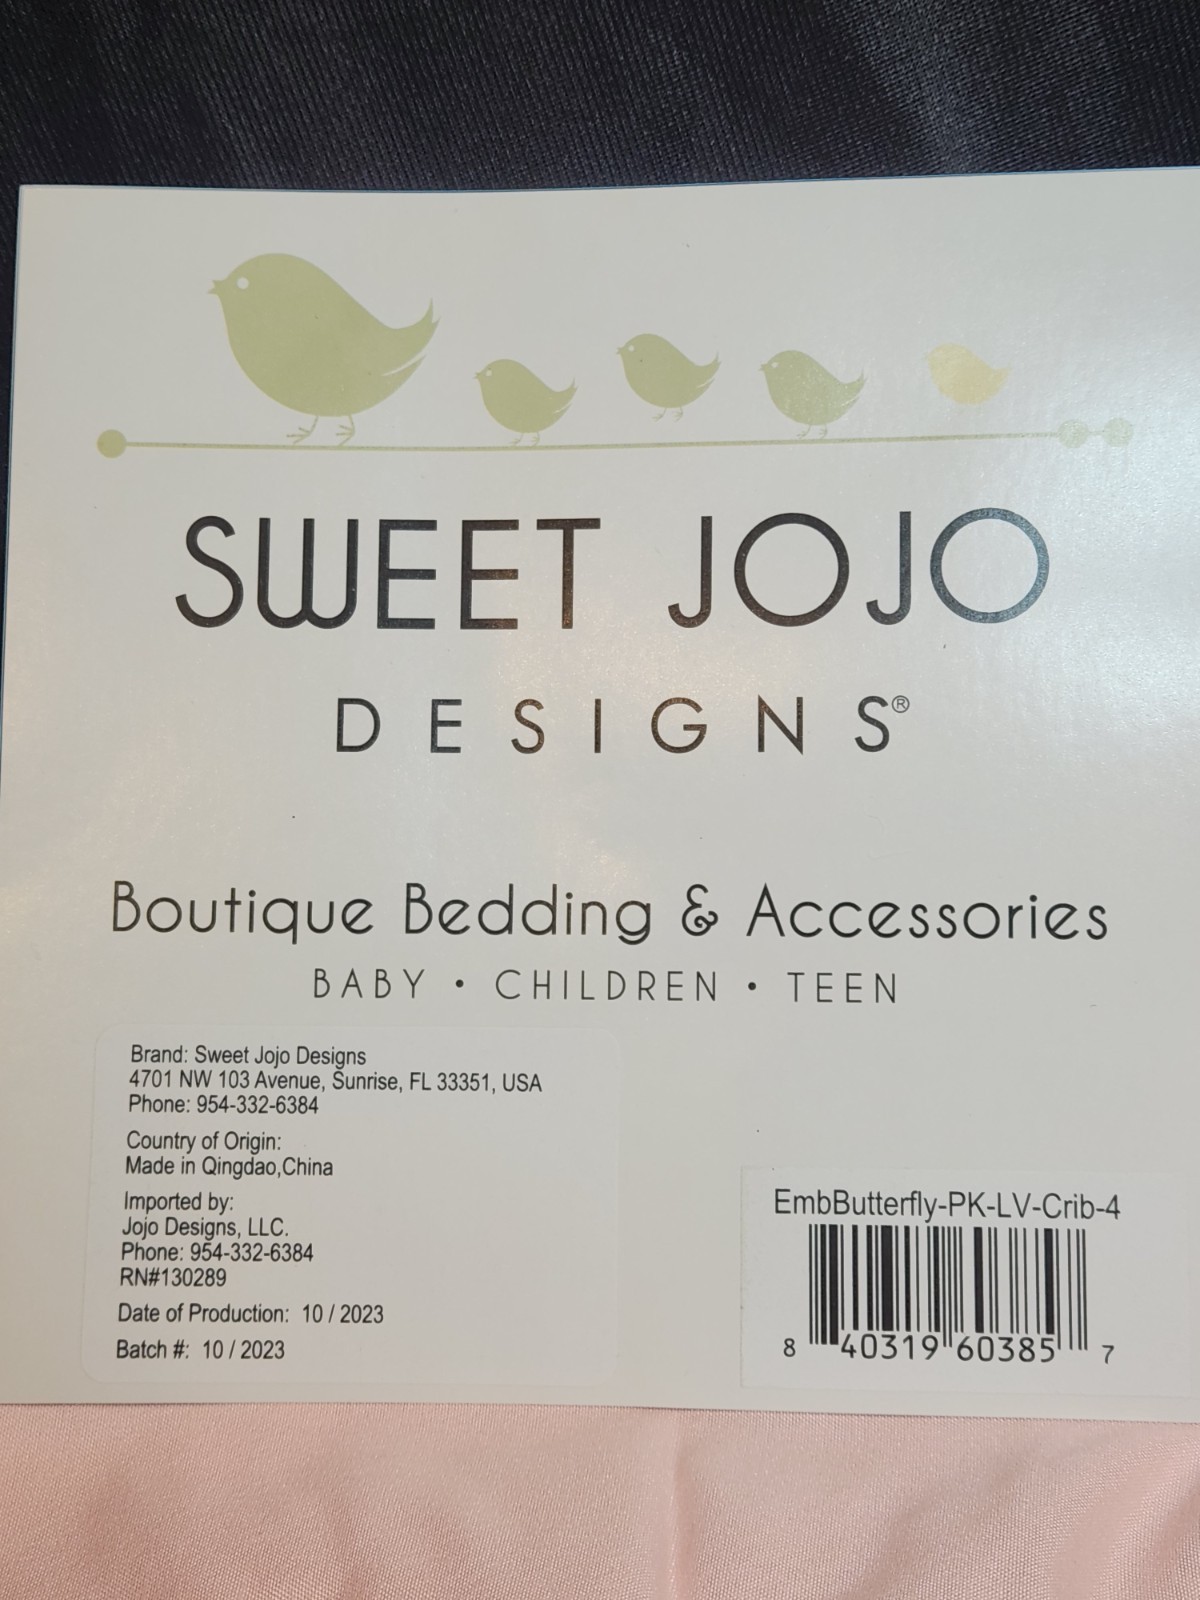 SWEET JOJO
DESIGNS®
Boutique Bedding & Accessories
BABY • CHILDREN • TEEN
Brand: Sweet Jojo Designs
4701 NW 103 Avenue, Sunrise, FL 33351, USA
Phone: 954-332-6384
Country of Origin:
Made in Qingdao,China
Imported by:
Jojo Designs, LLC.
Phone: 954-332-6384
RN#130289
Date of Production: 10 / 2023
Batch #: 10 / 2023
EmbButterfly-PK-LV-Crib-4
8 40319 60385 7